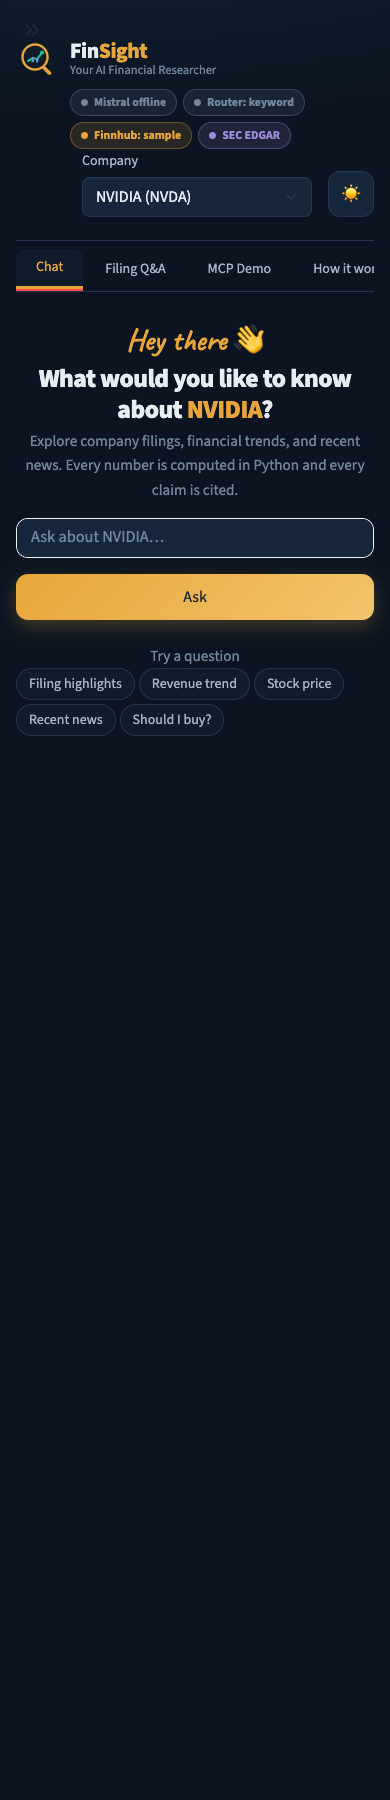 FinSight
Your AI Financial Researcher
Mistral offline
Router: keyword
Finnhub: sample
SEC EDGAR
Company
NVIDIA (NVDA)
Chat
Filing Q&A
MCP Demo
How it wor
Hey there 👋
What would you like to know
about NVIDIA?
Explore company filings, financial trends, and recent
news. Every number is computed in Python and every
claim is cited.
Ask about NVIDIA…
Ask
Try a question
Filing highlights
Revenue trend
Stock price
Recent news
Should I buy?